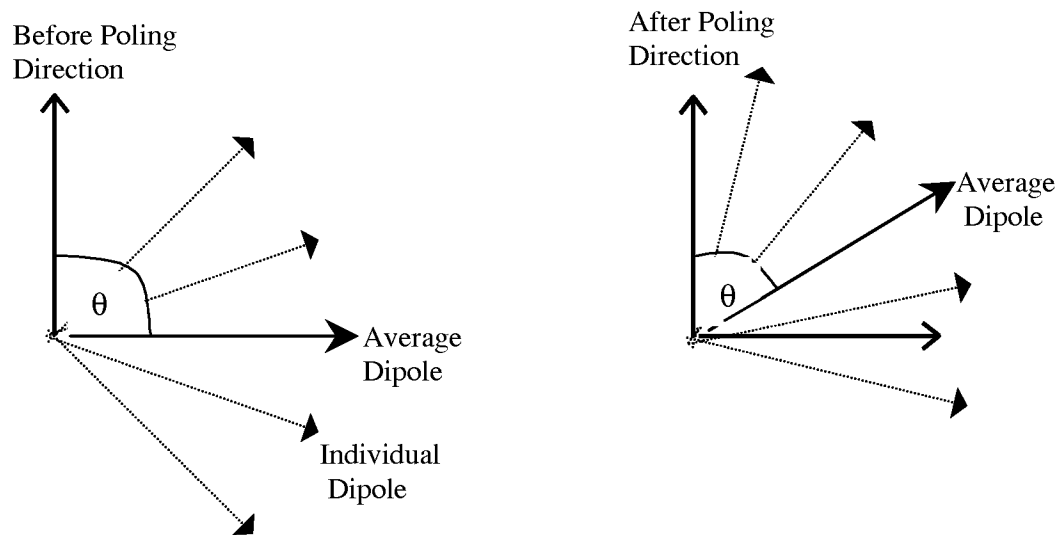 Before Poling
Direction
θ
Average
Dipole
Individual
Dipole
After Poling
Direction
Average
Dipole
θ